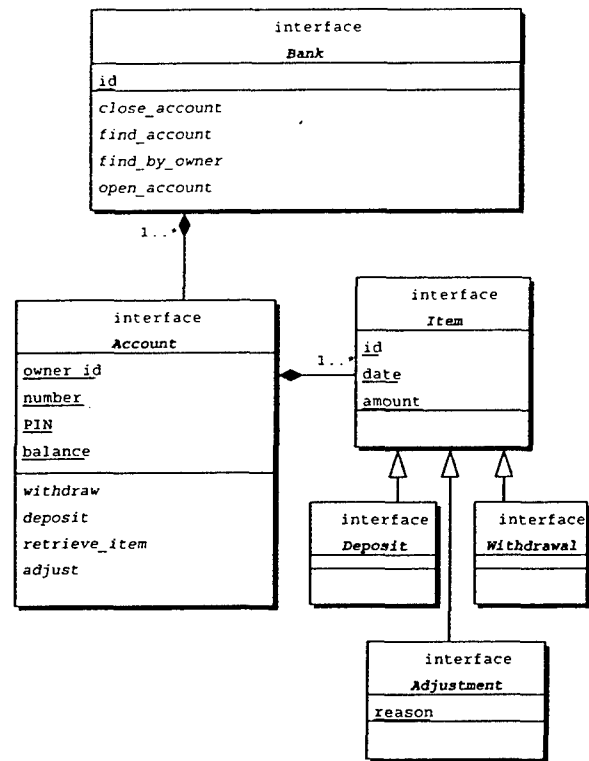 interface
Bank
id
close_account
find_account
find_by_owner
open_account
1..*
interface
Account
owner_id
number
PIN
balance
withdraw
deposit
retrieve_item
adjust
1..*
interface
Item
id
date
amount
interface
Deposit
interface
Withdrawal
interface
Adjustment
reason